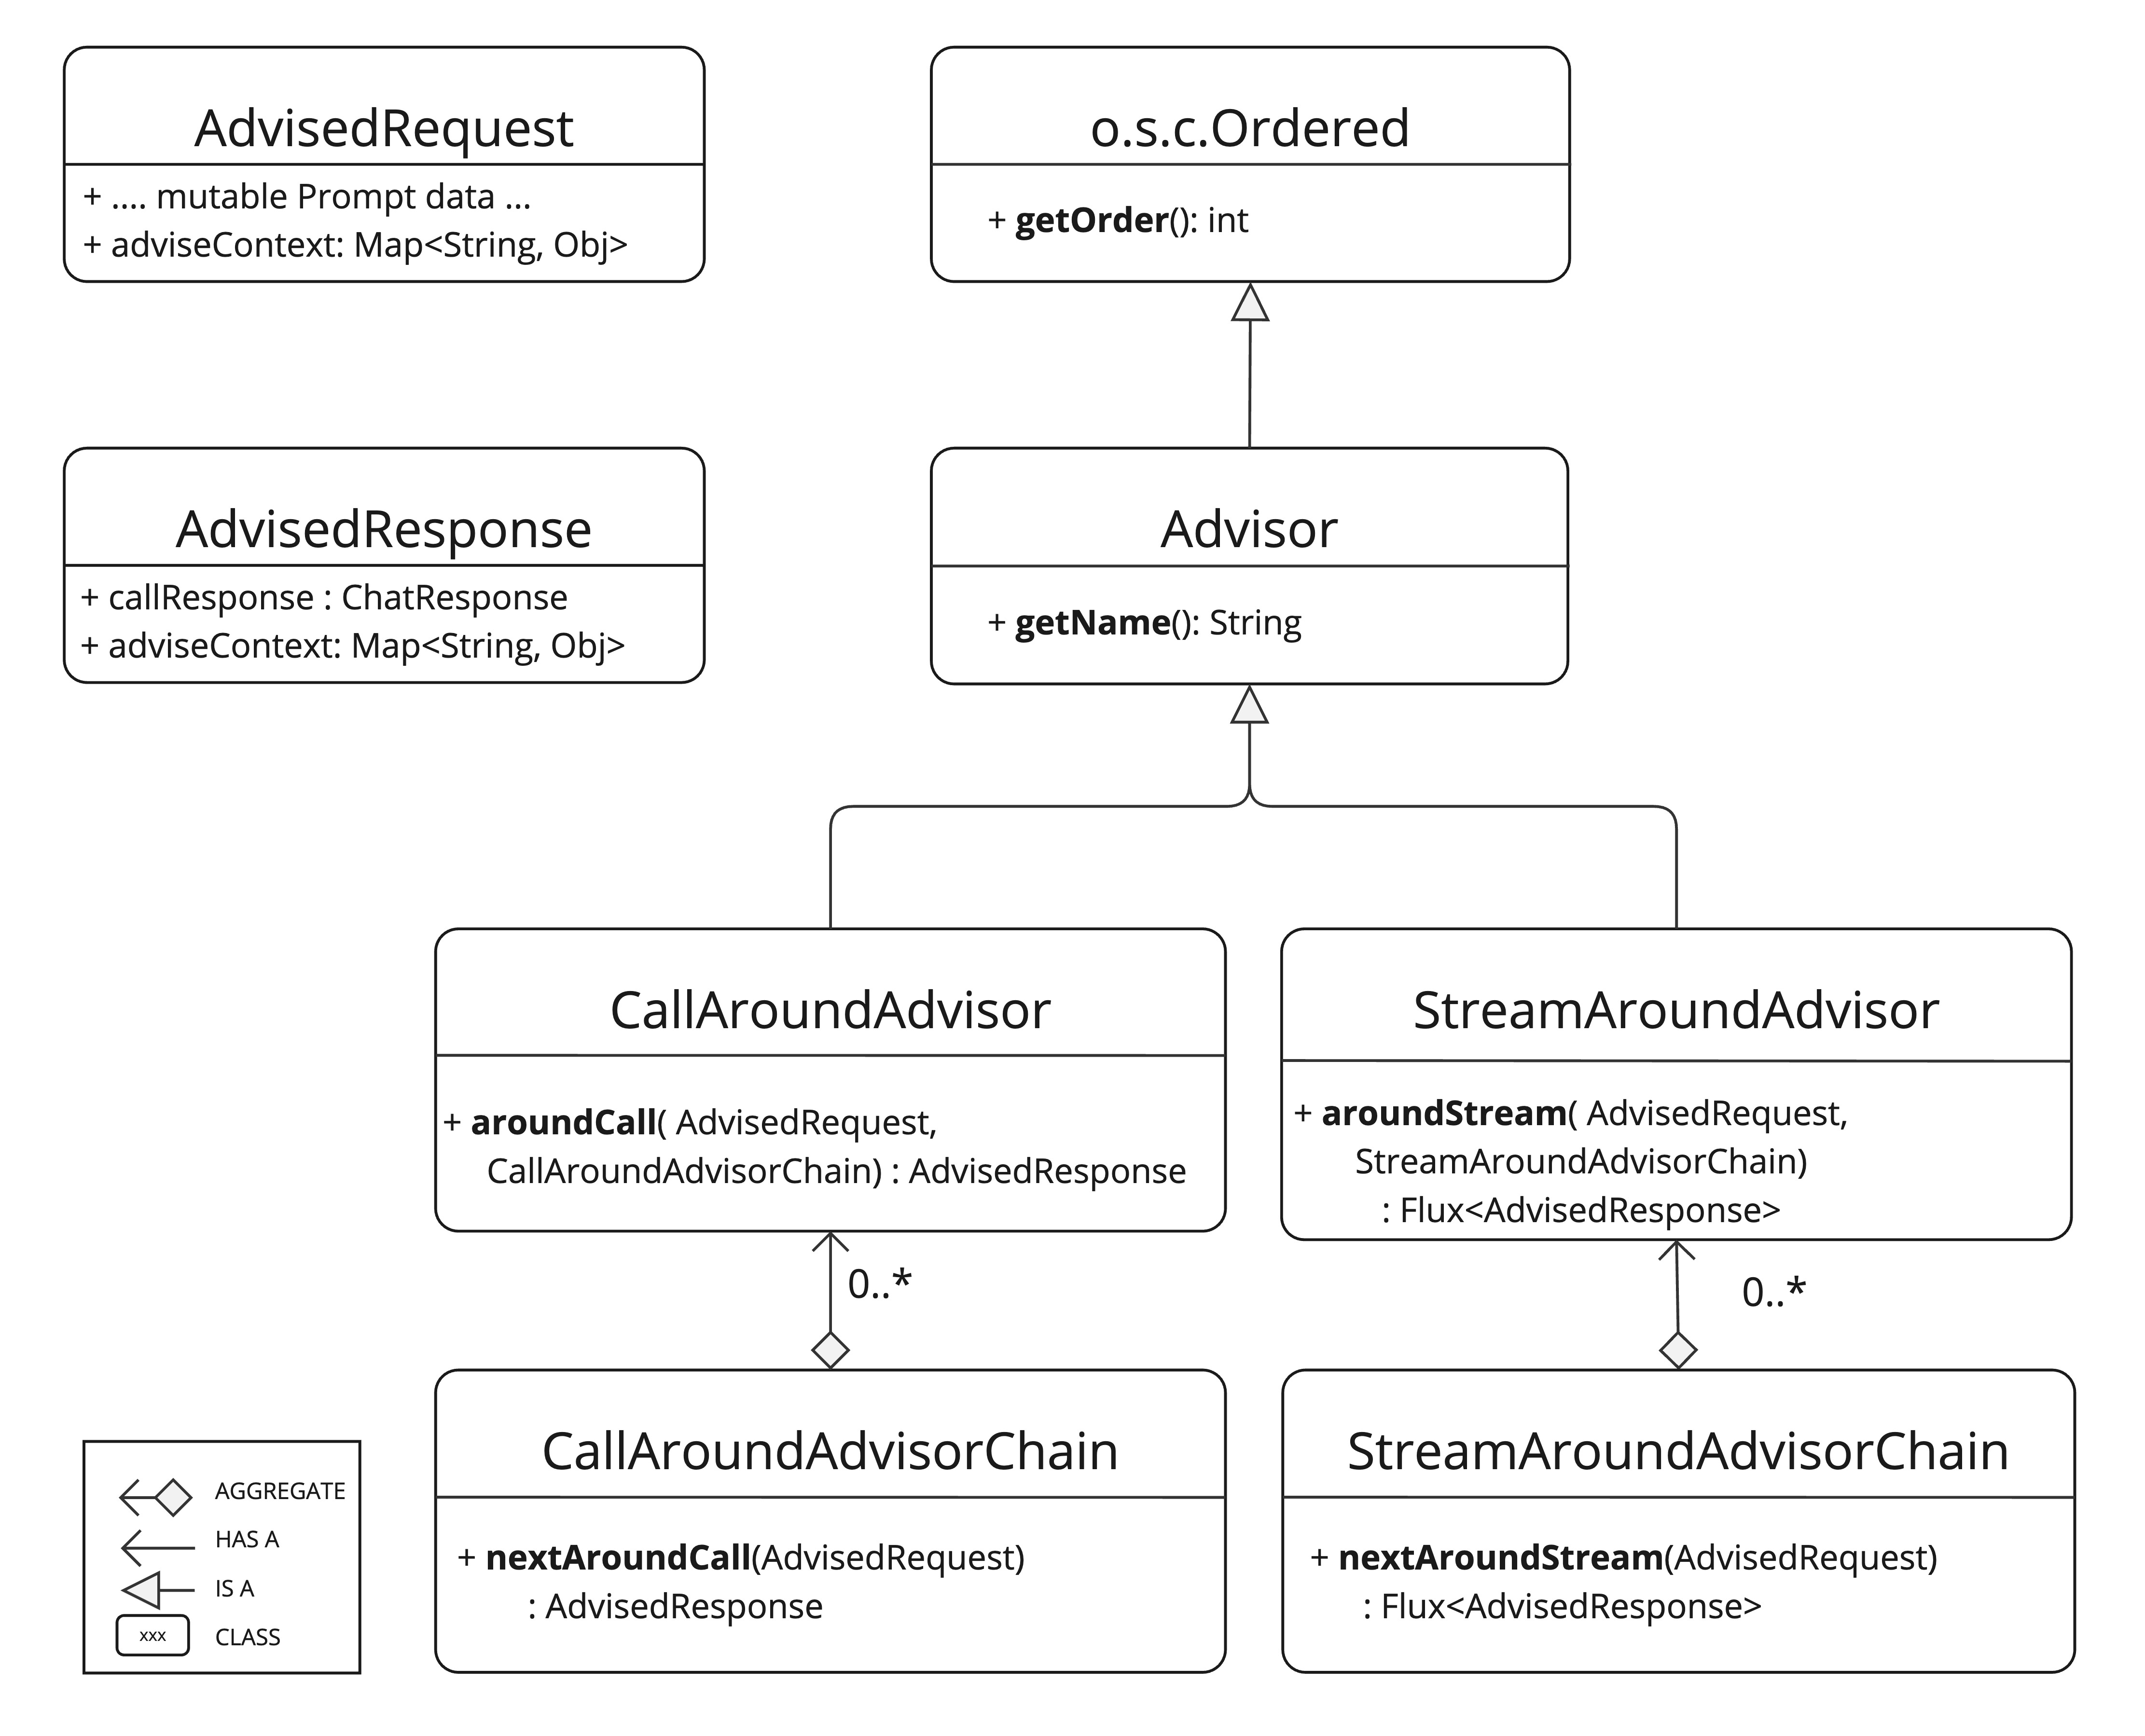 AdvisedRequest
+ .... mutable Prompt data ...
+ adviseContext: Map<String, Obj>
o.s.c.Ordered
+ getOrder(): int
AdvisedResponse
+ callResponse : ChatResponse
+ adviseContext: Map<String, Obj>
Advisor
+ getName(): String
CallAroundAdvisor
+ aroundCall( AdvisedRequest,
CallAroundAdvisorChain) : AdvisedResponse
StreamAroundAdvisor
+ aroundStream( AdvisedRequest,
StreamAroundAdvisorChain)
: Flux<AdvisedResponse>
0..*
0..*
CallAroundAdvisorChain
+ nextAroundCall(AdvisedRequest)
: AdvisedResponse
StreamAroundAdvisorChain
+ nextAroundStream(AdvisedRequest)
: Flux<AdvisedResponse>
AGGREGATE
HAS A
IS A
xxx CLASS